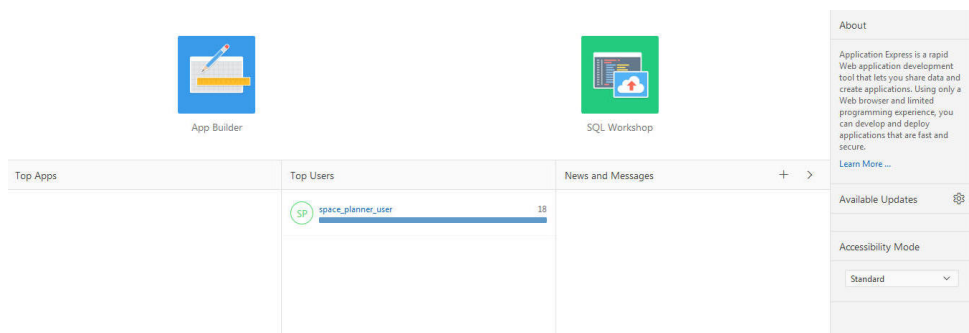 App Builder
SQL Workshop
Top Apps
Top Users
SP
space_planner_user
18
News and Messages
About
Application Express is a rapid
Web application development
tool that lets you share data and
create applications. Using only a
Web browser and limited
programming experience, you
can develop and deploy
applications that are fast and
secure.
Learn More ...
Available Updates
Accessibility Mode
Standard